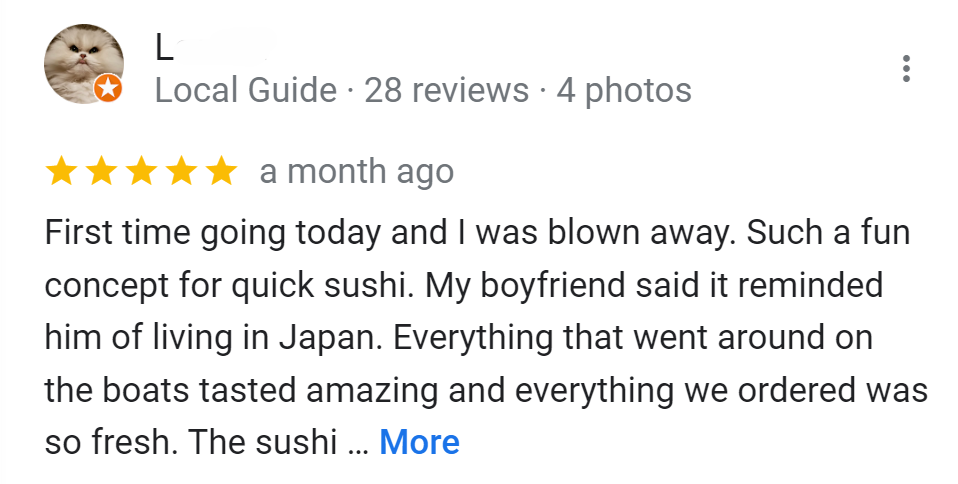 L
Local Guide · 28 reviews · 4 photos
a month ago
First time going today and I was blown away. Such a fun
concept for quick sushi. My boyfriend said it reminded
him of living in Japan. Everything that went around on
the boats tasted amazing and everything we ordered was
so fresh. The sushi ... More